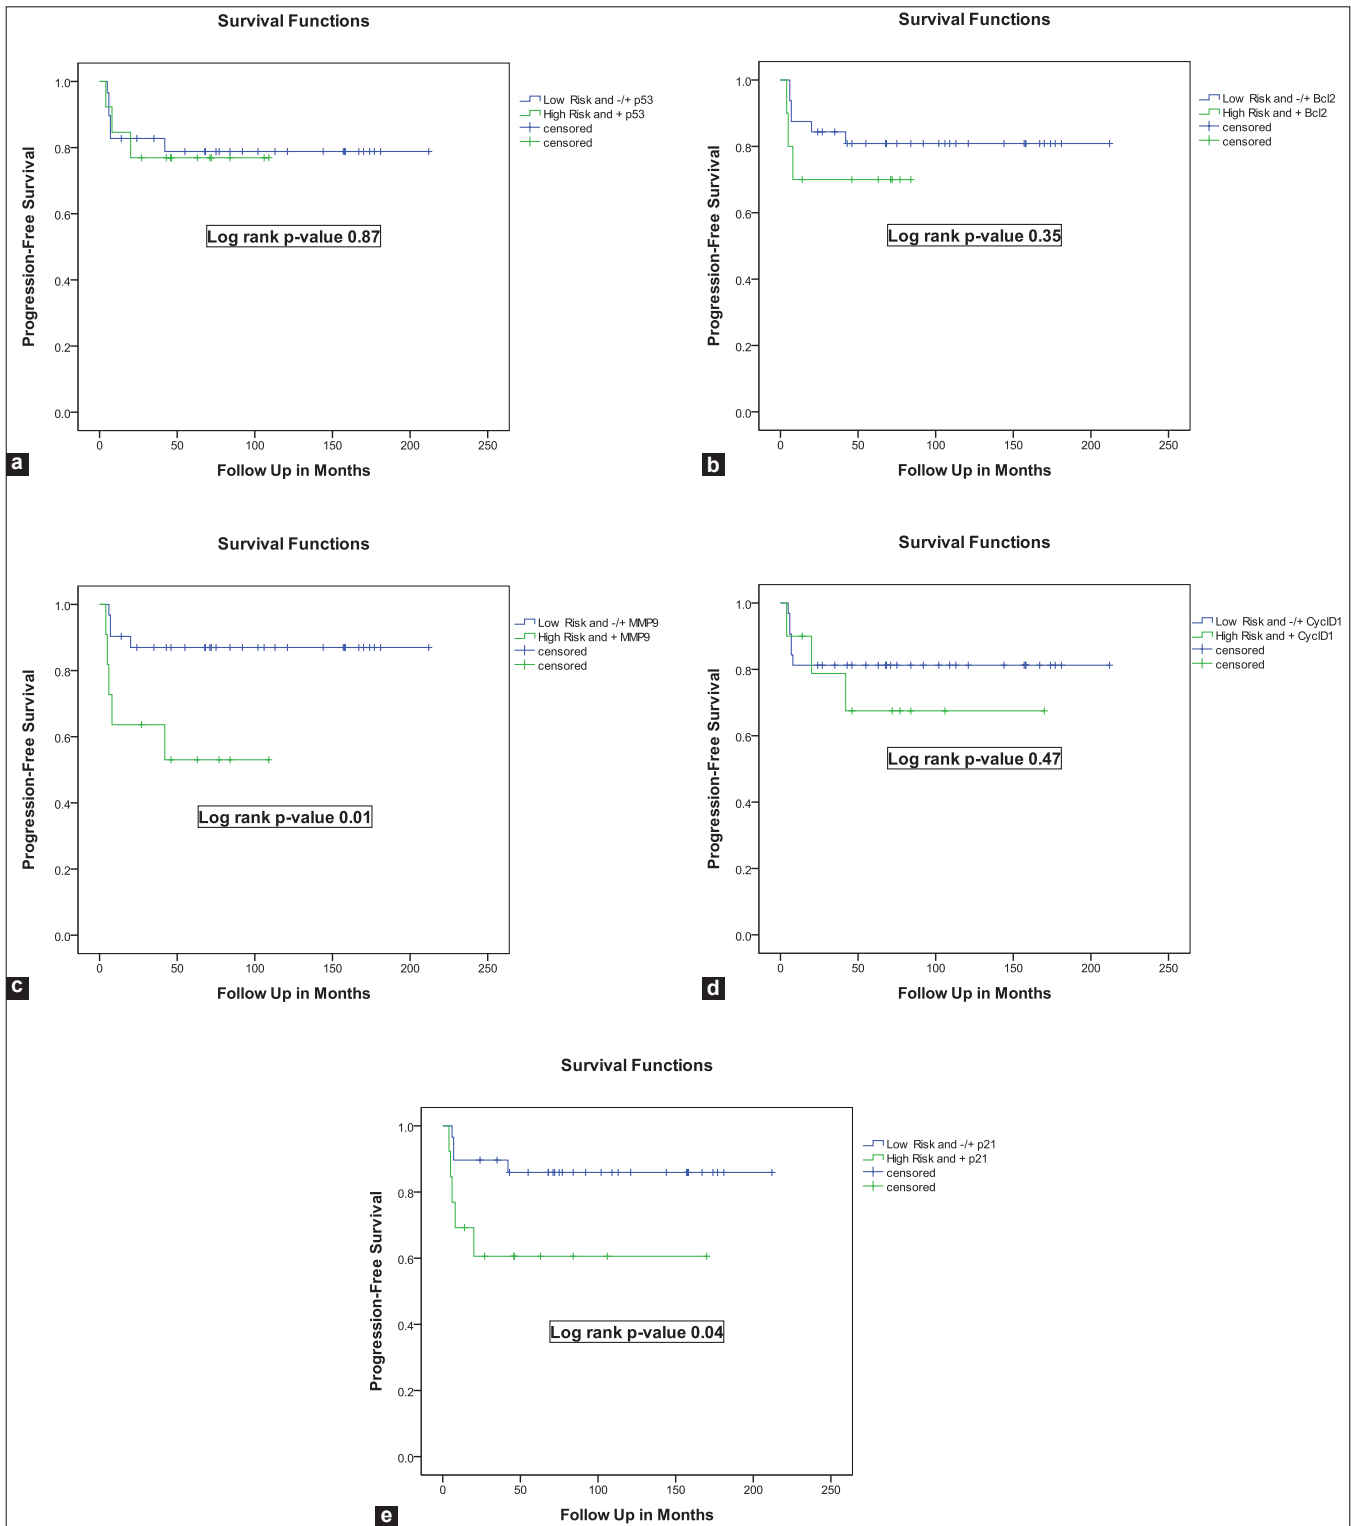 Survival Functions
1.0
0.8
0.6
0.4
0.2
0.0
Progression-Free Survival
Low Risk and -/+ p53
High Risk and + p53
censored
censored
Log rank p-value 0.87
0 50 100 150 200 250
Follow Up in Months
a
Survival Functions
1.0
0.8
0.6
0.4
0.2
0.0
Progression-Free Survival
Low Risk and -/+ Bcl2
High Risk and + Bcl2
censored
censored
Log rank p-value 0.35
0 50 100 150 200 250
Follow Up in Months
b
Survival Functions
1.0
0.8
0.6
0.4
0.2
0.0
Progression-Free Survival
Low Risk and -/+ MMP9
High Risk and + MMP9
censored
censored
Log rank p-value 0.01
0 50 100 150 200 250
Follow Up in Months
c
Survival Functions
1.0
0.8
0.6
0.4
0.2
0.0
Progression-Free Survival
Low Risk and -/+ CyclD1
High Risk and + CyclD1
censored
censored
Log rank p-value 0.47
0 50 100 150 200 250
Follow Up in Months
d
Survival Functions
1.0
0.8
0.6
0.4
0.2
0.0
Progression-Free Survival
Low Risk and -/+ p21
High Risk and + p21
censored
censored
Log rank p-value 0.04
0 50 100 150 200 250
Follow Up in Months
e